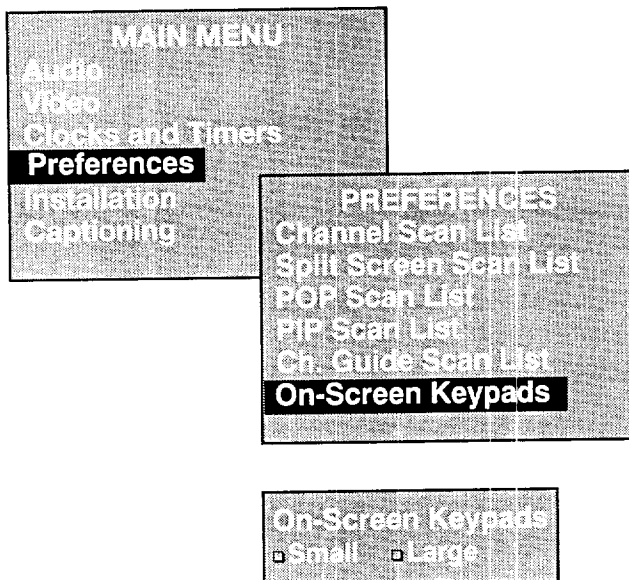 MAIN MENU
Audio
Video
Clocks and Timers
Preferences
Installation
Captioning
PREFERENCES
Channel Scan List
Split Screen Scan List
POP Scan List
PIP Scan List
Ch. Guide Scan List
On-Screen Keypads
On-Screen Keypads
Small Large